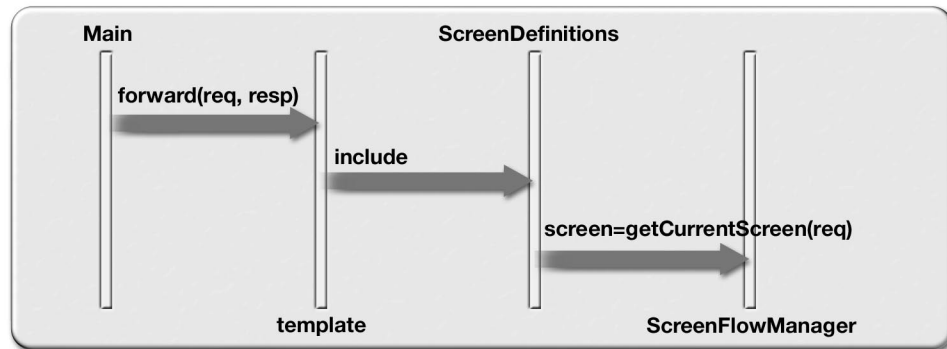 Main
ScreenDefinitions
forward(req, resp)
include
screen=getCurrentScreen(req)
template
ScreenFlowManager